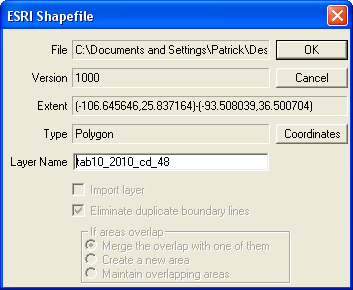 ESRI Shapefile
File C:\Documents and Settings\Patrick\Des OK
Version 1000 Cancel
Extent (-106.645646,25.837164)-(-93.508039,36.500704)
Type Polygon Coordinates
Layer Name tab10_2010_cd_48
Import layer
Eliminate duplicate boundary lines
If areas overlap
Merge the overlap with one of them
Create a new area
Maintain overlapping areas